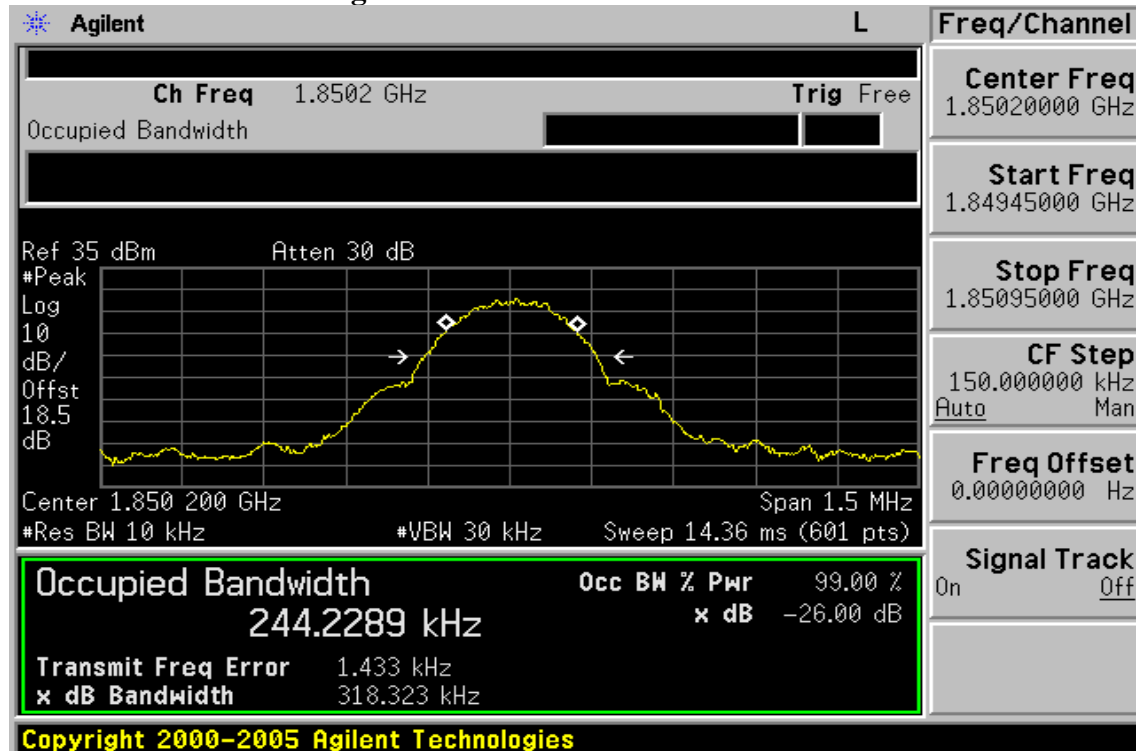 Agilent L Freq/Channel
Ch Freq 1.8502 GHz Trig Free
Occupied Bandwidth
Center Freq
1.85020000 GHz
Start Freq
1.84945000 GHz
Stop Freq
1.85095000 GHz
CF Step
150.000000 kHz
Auto Man
Freq Offset
0.00000000 Hz
Signal Track
On Off
Ref 35 dBm Atten 30 dB
#Peak
Log
10
dB/
Offst
18.5
dB
Center 1.850 200 GHz Span 1.5 MHz
#Res BW 10 kHz #VBW 30 kHz Sweep 14.36 ms (601 pts)
Occupied Bandwidth
244.2289 kHz
Occ BW % Pwr 99.00 %
x dB -26.00 dB
Transmit Freq Error 1.433 kHz
x dB Bandwidth 318.323 kHz
Copyright 2000-2005 Agilent Technologies